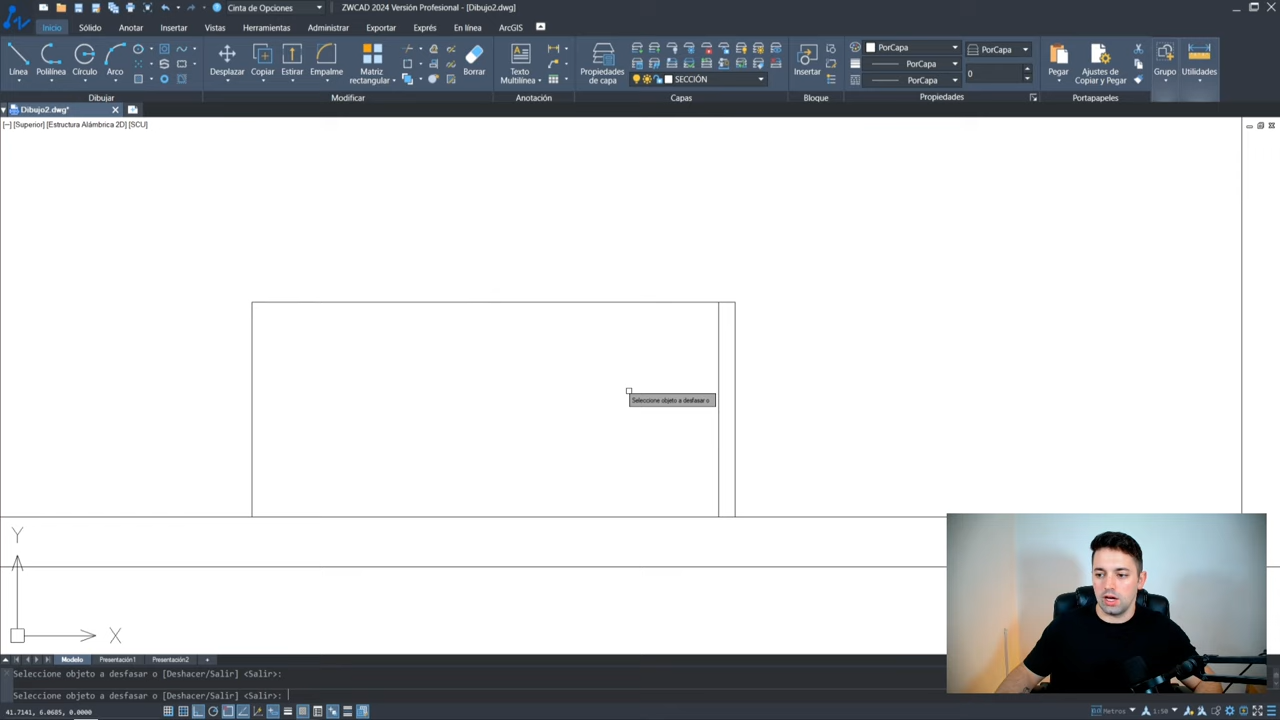 Cinta de Opciones
ZWCAD 2024 Versión Profesional - [Dibujo2.dwg]
Inicio
Sólido
Anotar
Insertar
Vistas
Herramientas
Administrar
Exportar
Exprés
En línea
ArcGIS
Línea
Polilínea
Círculo
Arco
Desplazar
Copiar
Estirar
Empalme
Matriz
rectangular
Borrar
Texto
Multilínea
Propiedades
de capa
SECCIÓN
Insertar
PorCapa
PorCapa
PorCapa
PorCapa
0
Pegar
Ajustes de
Copiar y Pegar
Grupo
Utilidades
Dibujar
Modificar
Anotación
Capas
Bloque
Propiedades
Portapapeles
Dibujo2.dwg*
[−] [Superior] [Estructura Alámbrica 2D] [SCU]
Seleccione objeto a desfasar o
Y
X
Modelo
Presentación1
Presentación2
+
Seleccione objeto a desfasar o [Deshacer/Salir] <Salir>:
Seleccione objeto a desfasar o [Deshacer/Salir] <Salir>:
41.7141, 6.0685, 0.0000
Metros
1:50